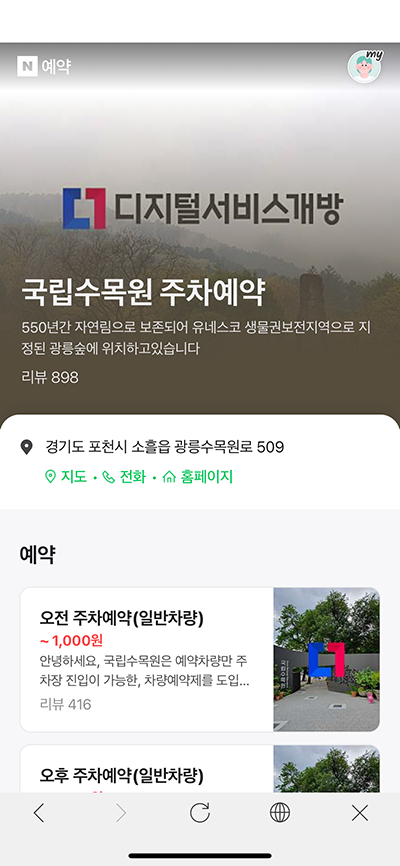 N 예약
my
디지털서비스개방
국립수목원 주차예약
550년간 자연림으로 보존되어 유네스코 생물권보전지역으로 지
정된 광릉숲에 위치하고있습니다
리뷰 898
경기도 포천시 소흘읍 광릉수목원로 509
지도 • 전화 • 홈페이지
예약
오전 주차예약(일반차량)
~ 1,000원
안녕하세요, 국립수목원은 예약차량만 주
차장 진입이 가능한, 차량예약제를 도입...
리뷰 416
국립수목원
오후 주차예약(일반차량)